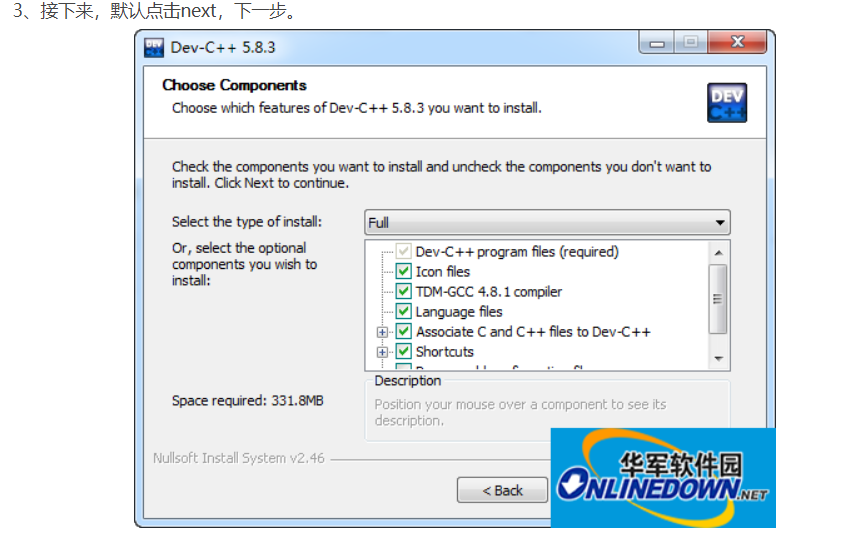 3、接下来，默认点击next，下一步。
Dev-C++ 5.8.3
Choose Components
Choose which features of Dev-C++ 5.8.3 you want to install.
DEV
C++
Check the components you want to install and uncheck the components you don't want to
install. Click Next to continue.
Select the type of install:
Full
Or, select the optional
components you wish to
install:
Dev-C++ program files (required)
Icon files
TDM-GCC 4.8.1 compiler
Language files
Associate C and C++ files to Dev-C++
Shortcuts
Space required: 331.8MB
Description
Position your mouse over a component to see its
description.
Nullsoft Install System v2.46
< Back
华军软件园
ONLINEDOWN.NET